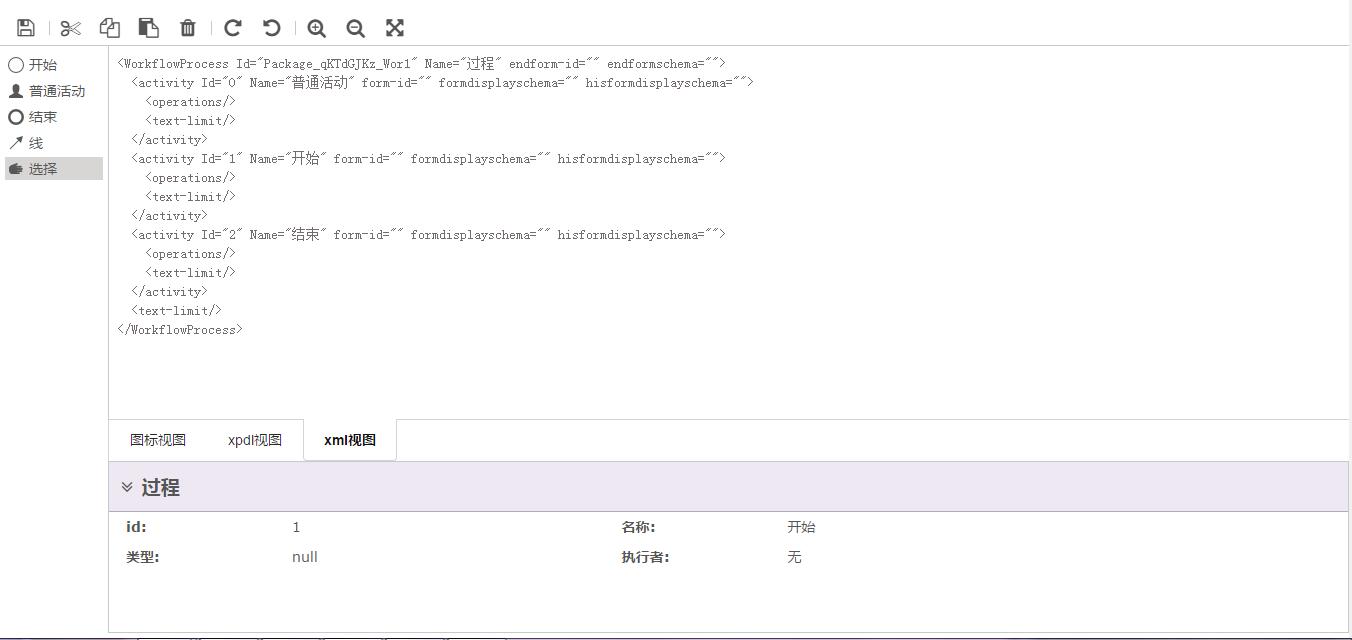 开始
普通活动
结束
线
选择
<WorkflowProcess Id="Package_qKTdGJKz_Wor1" Name="过程" endform-id="" endformschema="">
<activity Id="0" Name="普通活动" form-id="" formdisplayschema="" hisformdisplayschema="">
<operations/>
<text-limit/>
</activity>
<activity Id="1" Name="开始" form-id="" formdisplayschema="" hisformdisplayschema="">
<operations/>
<text-limit/>
</activity>
<activity Id="2" Name="结束" form-id="" formdisplayschema="" hisformdisplayschema="">
<operations/>
<text-limit/>
</activity>
<text-limit/>
</WorkflowProcess>
图标视图 xpdl视图 xml视图
过程
id: 1 名称: 开始
类型: null 执行者: 无